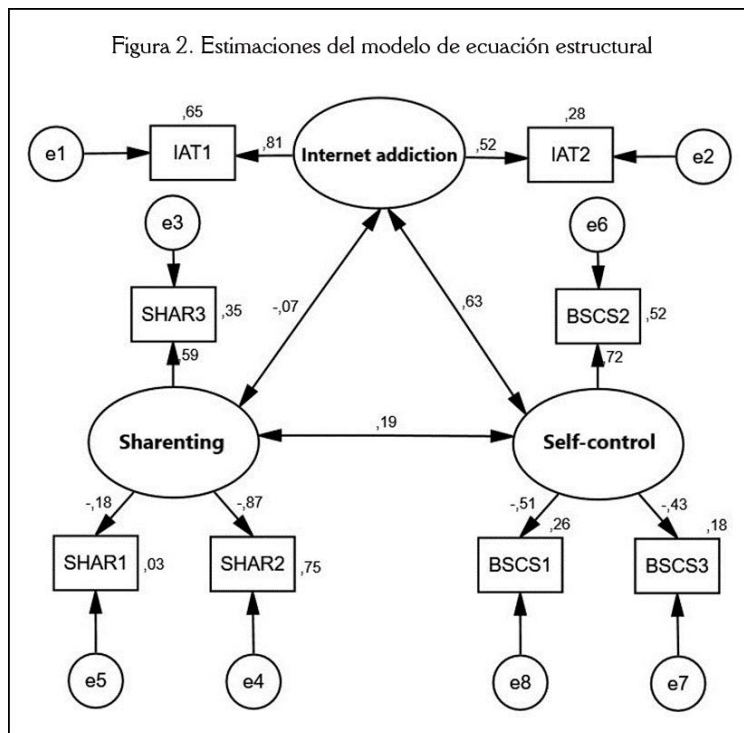 Figura 2. Estimaciones del modelo de ecuación estructural
,65
,28
e1
IAT1
,81
Internet addiction
,52
IAT2
e2
e3
e6
SHAR3
,35
-,07
,63
BSCS2
,52
,59
,72
Sharenting
,19
Self-control
-,18
-,87
-,51
-,43
SHAR1
,03
SHAR2
,75
,26
BSCS1
,18
BSCS3
e5
e4
e8
e7